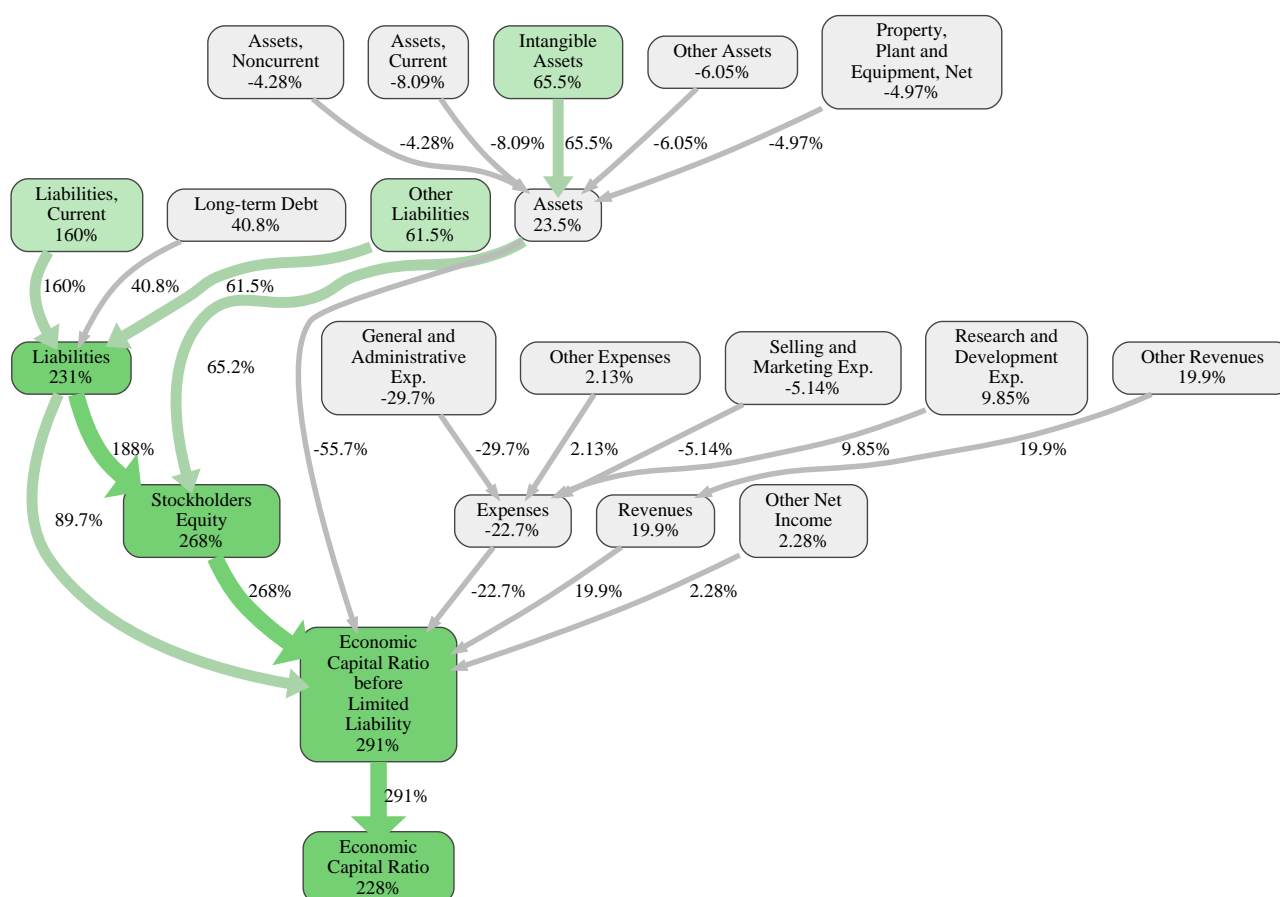 Assets,
Noncurrent
-4.28%
Assets,
Current
-8.09%
Intangible
Assets
65.5%
Other Assets
-6.05%
Property,
Plant and
Equipment, Net
-4.97%
-4.28%
-8.09%
65.5%
-6.05%
-4.97%
Liabilities,
Current
160%
Long-term Debt
40.8%
Other
Liabilities
61.5%
Assets
23.5%
160%
40.8%
61.5%
Liabilities
231%
65.2%
General and
Administrative
Exp.
-29.7%
Other Expenses
2.13%
Selling and
Marketing Exp.
-5.14%
Research and
Development
Exp.
9.85%
Other Revenues
19.9%
188%
-55.7%
-29.7%
2.13%
-5.14%
9.85%
19.9%
89.7%
Stockholders
Equity
268%
Expenses
-22.7%
Revenues
19.9%
Other Net
Income
2.28%
268%
-22.7%
19.9%
2.28%
Economic
Capital Ratio
before
Limited
Liability
291%
291%
Economic
Capital Ratio
228%